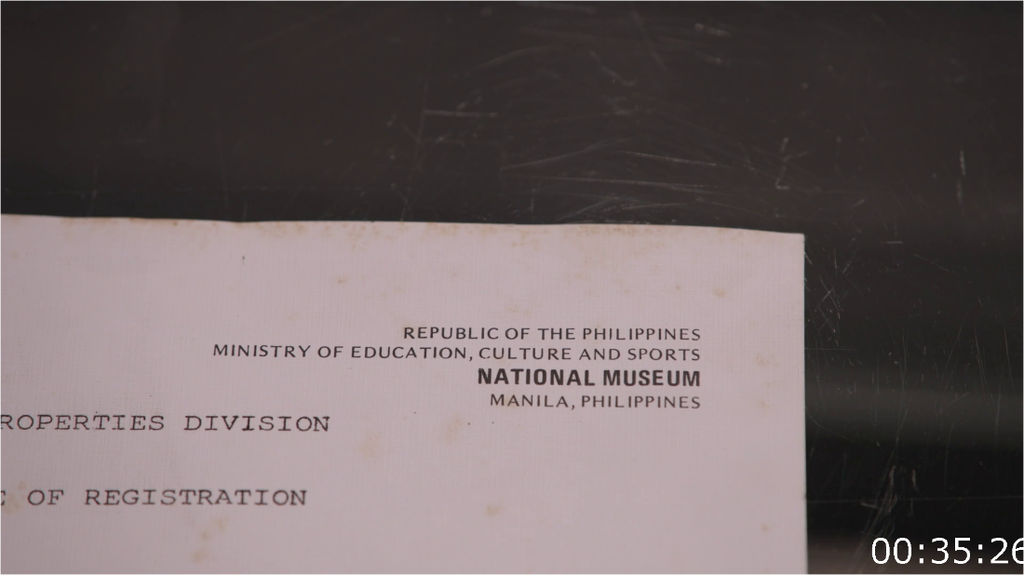 REPUBLIC OF THE PHILIPPINES
MINISTRY OF EDUCATION, CULTURE AND SPORTS
NATIONAL MUSEUM
MANILA, PHILIPPINES
ROPERTIES DIVISION
OF REGISTRATION
00:35:26